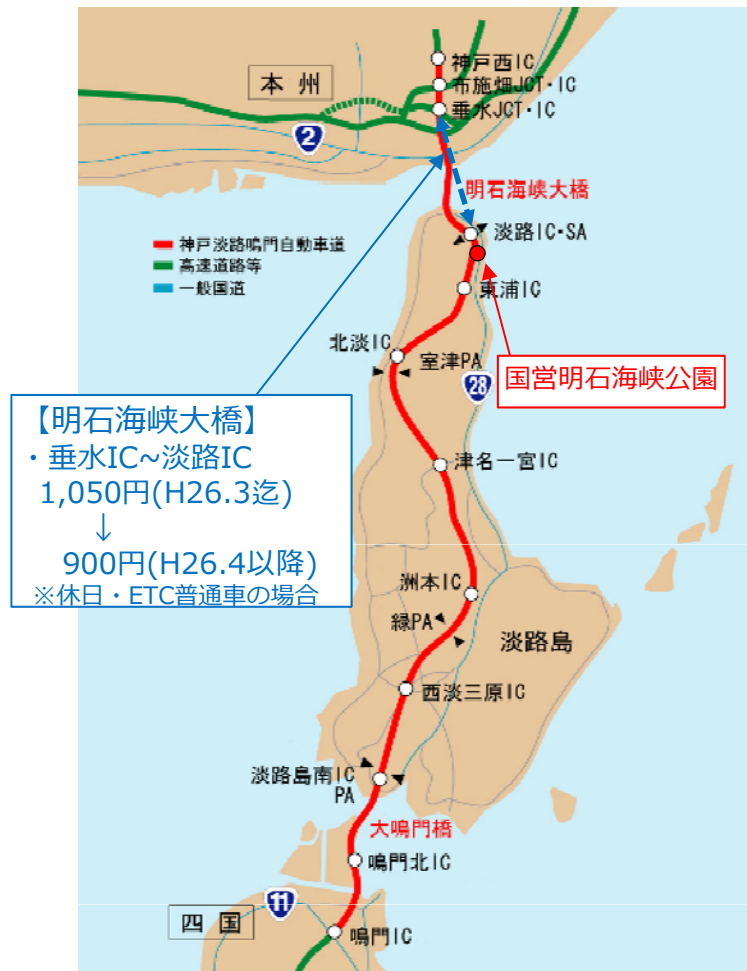 神戸西IC
本州
布施畑JCT・IC
垂水JCT・IC
2
明石海峡大橋
淡路IC・SA
神戸淡路鳴門自動車道
高速道路等
一般国道
東浦IC
北淡IC
室津PA
28
国営明石海峡公園
【明石海峡大橋】
・垂水IC~淡路IC
1,050円(H26.3迄)
↓
900円(H26.4以降)
※休日・ETC普通車の場合
津名一宮IC
洲本IC
緑PA
淡路島
西淡三原IC
淡路島南IC
PA
大鳴門橋
鳴門北IC
11
四国
鳴門IC